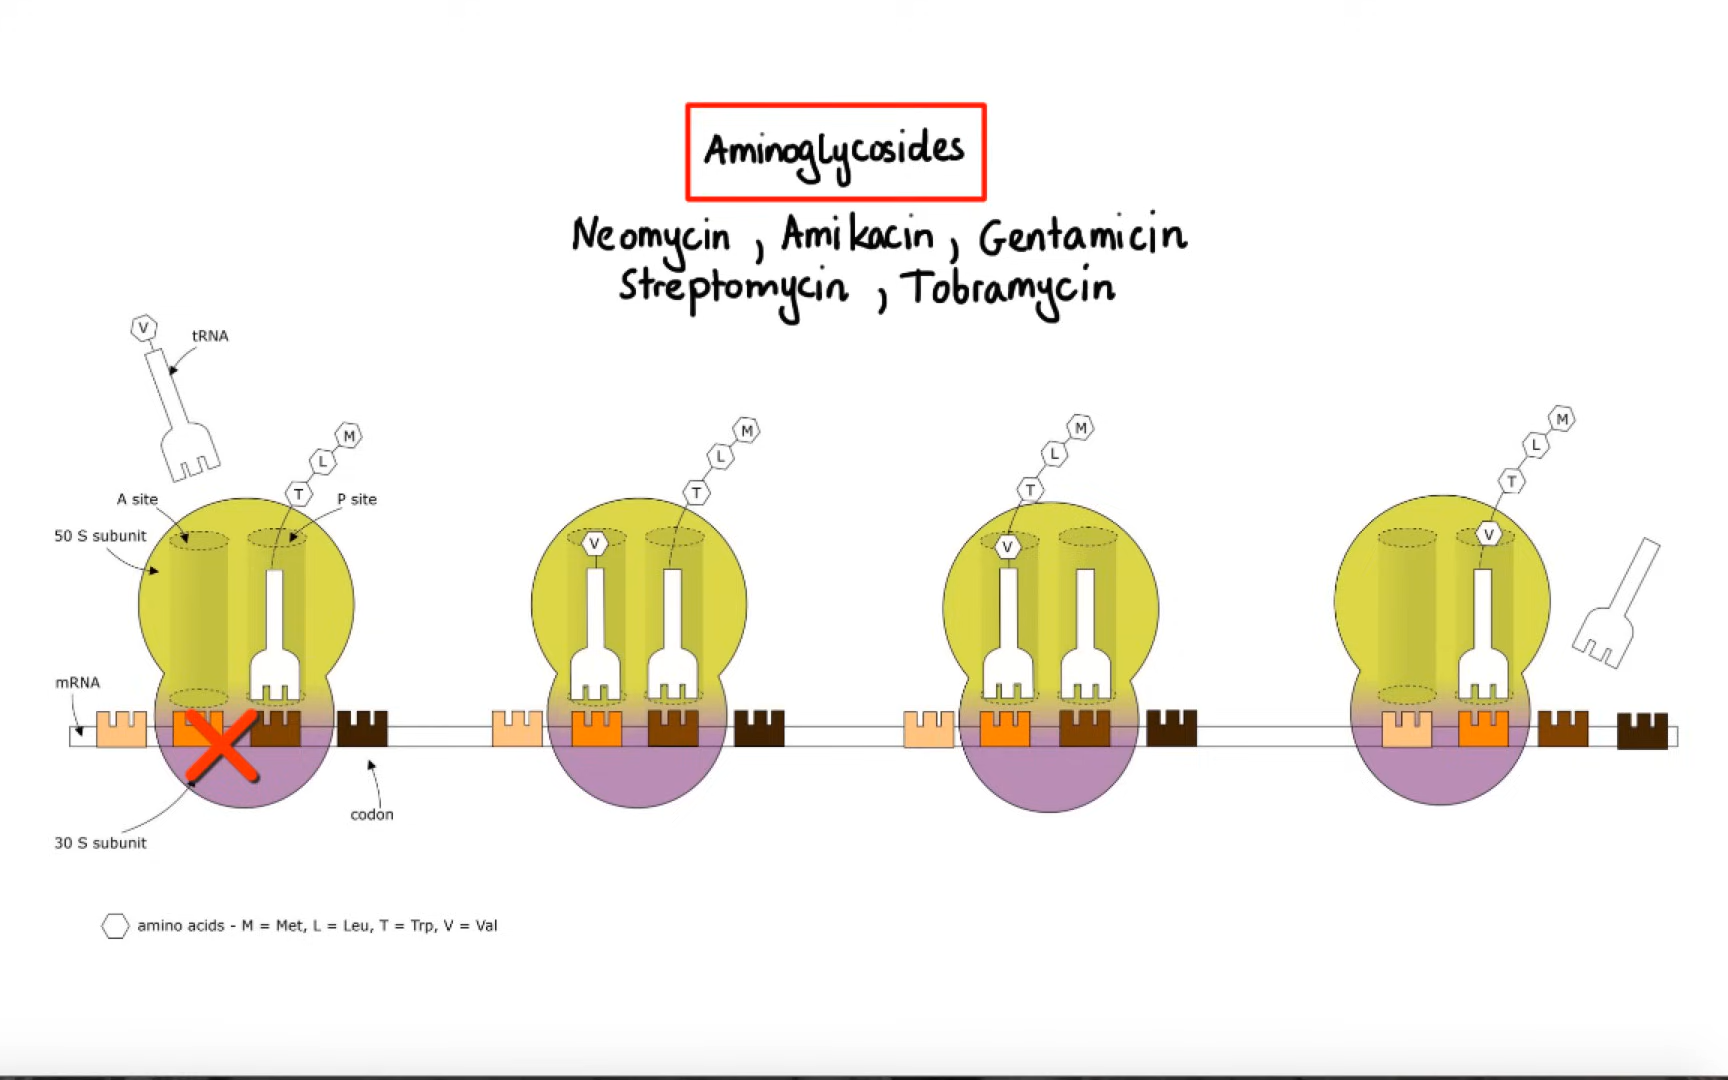 Aminoglycosides
Neomycin , Amikacin , Gentamicin
Streptomycin , Tobramycin
V
tRNA
M
L
T
A site
P site
50 S subunit
mRNA
codon
30 S subunit
M
L
T
V
M
L
T
V
M
L
T
V
amino acids - M = Met, L = Leu, T = Trp, V = Val